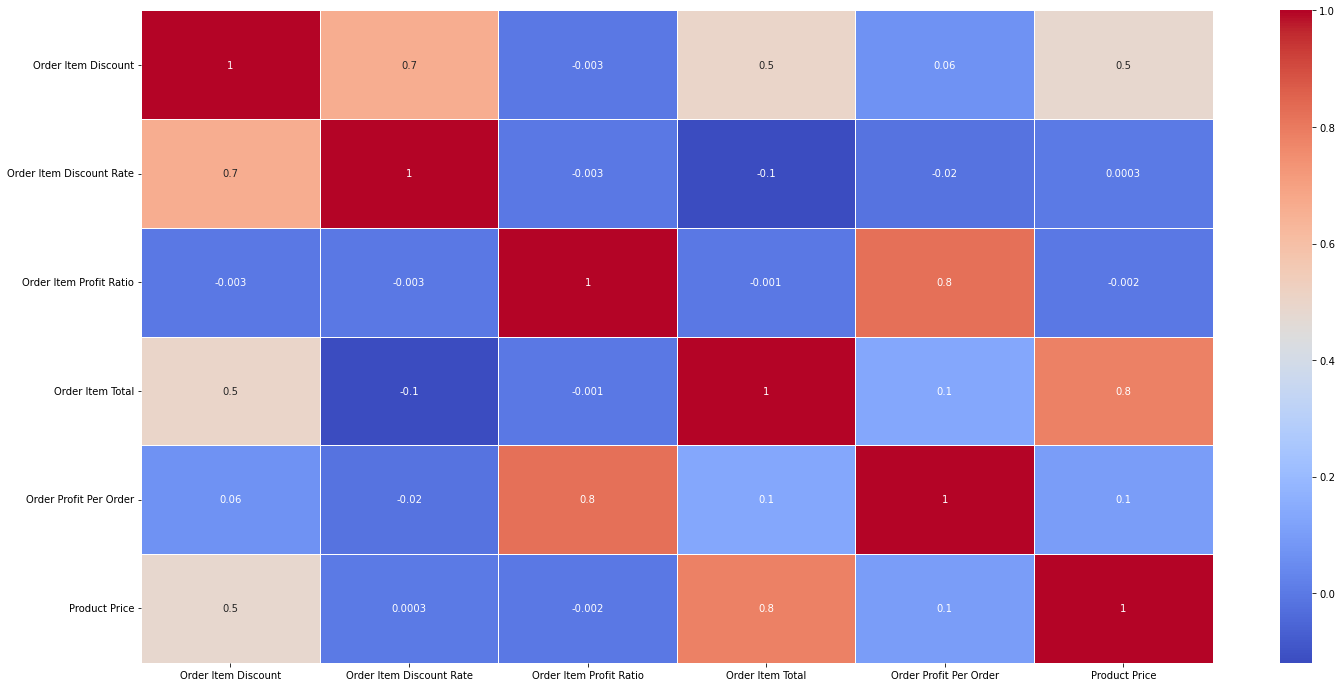 1.0
Order Item Discount 1 0.7 -0.003 0.5 0.06 0.5
0.8
Order Item Discount Rate 0.7 1 -0.003 -0.1 -0.02 0.0003
0.6
Order Item Profit Ratio -0.003 -0.003 1 -0.001 0.8 -0.002
0.4
Order Item Total 0.5 -0.1 -0.001 1 0.1 0.8
0.2
Order Profit Per Order 0.06 -0.02 0.8 0.1 1 0.1
0.0
Product Price 0.5 0.0003 -0.002 0.8 0.1 1
Order Item Discount Order Item Discount Rate Order Item Profit Ratio Order Item Total Order Profit Per Order Product Price